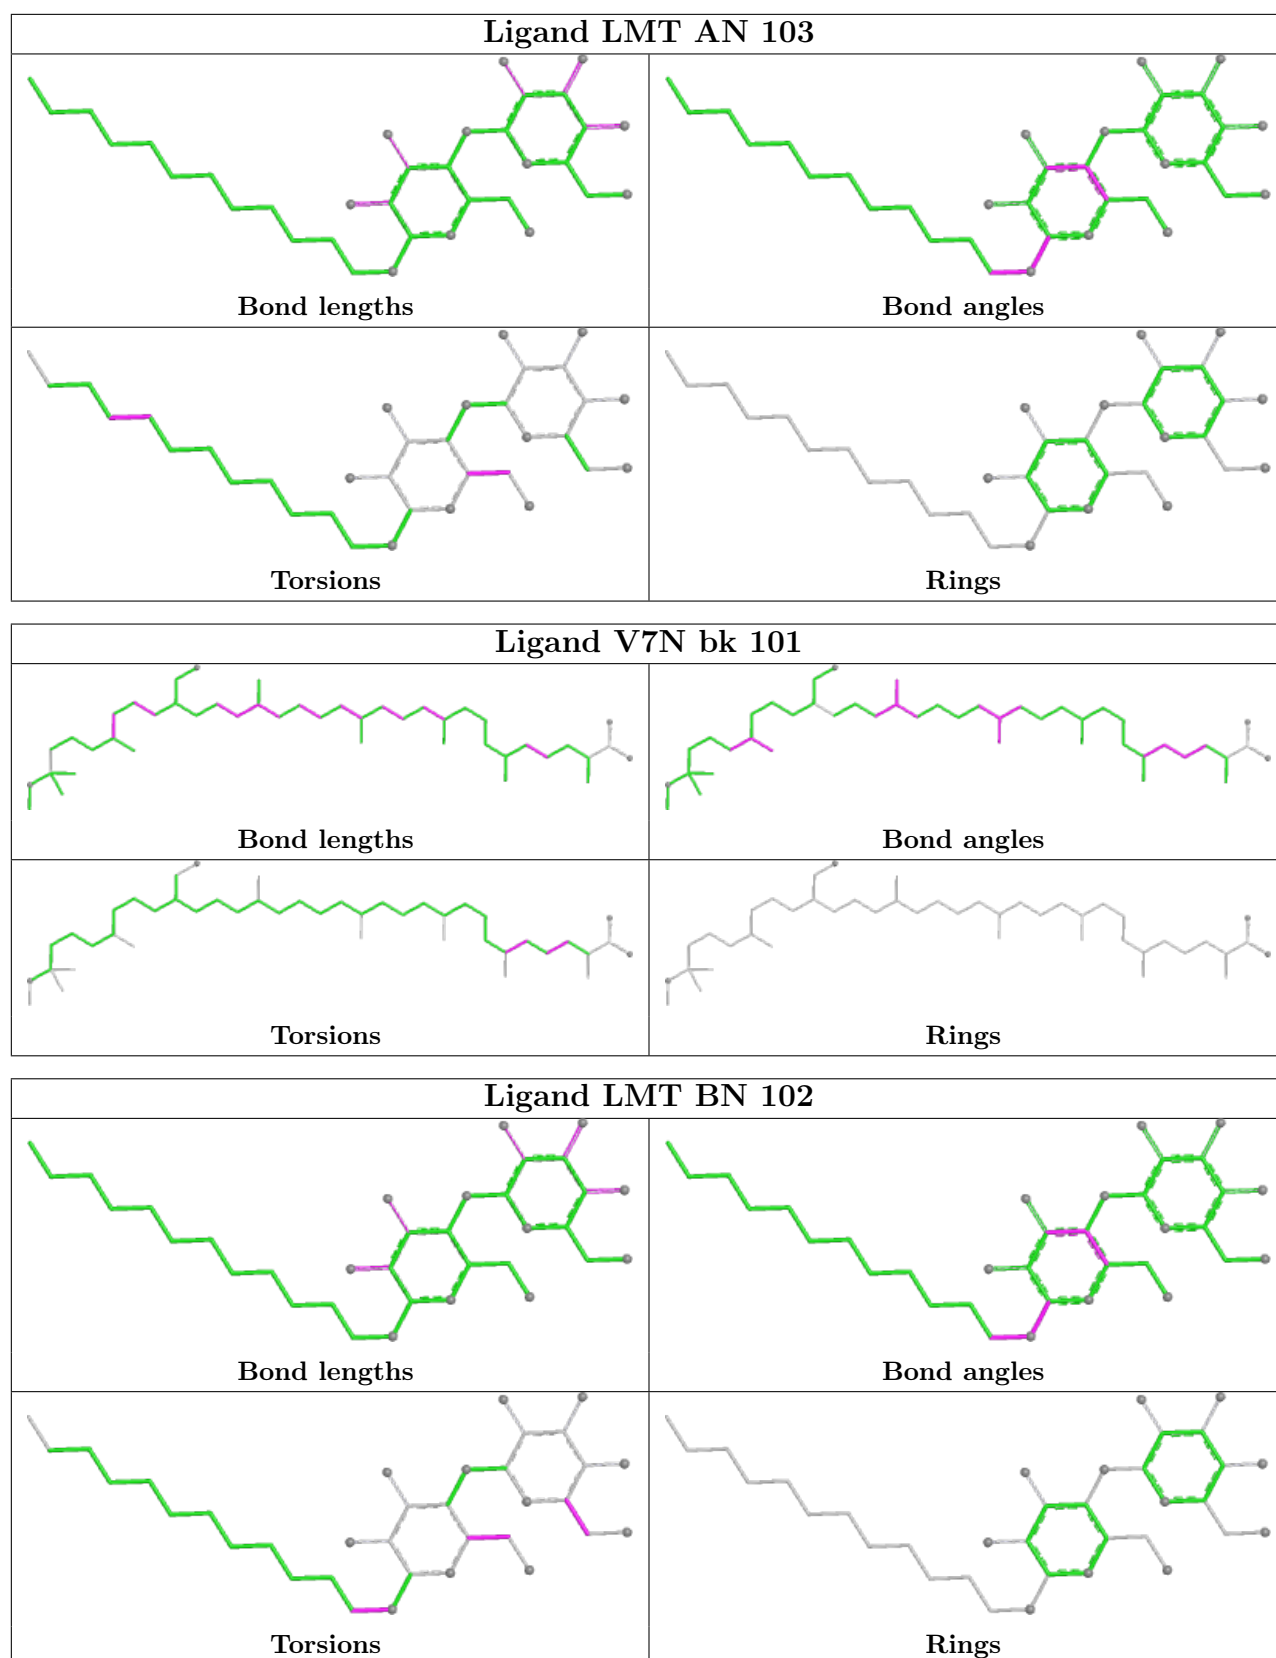 Ligand LMT AN 103
Bond lengths
Bond angles
Torsions
Rings
Ligand V7N bk 101
Bond lengths
Bond angles
Torsions
Rings
Ligand LMT BN 102
Bond lengths
Bond angles
Torsions
Rings